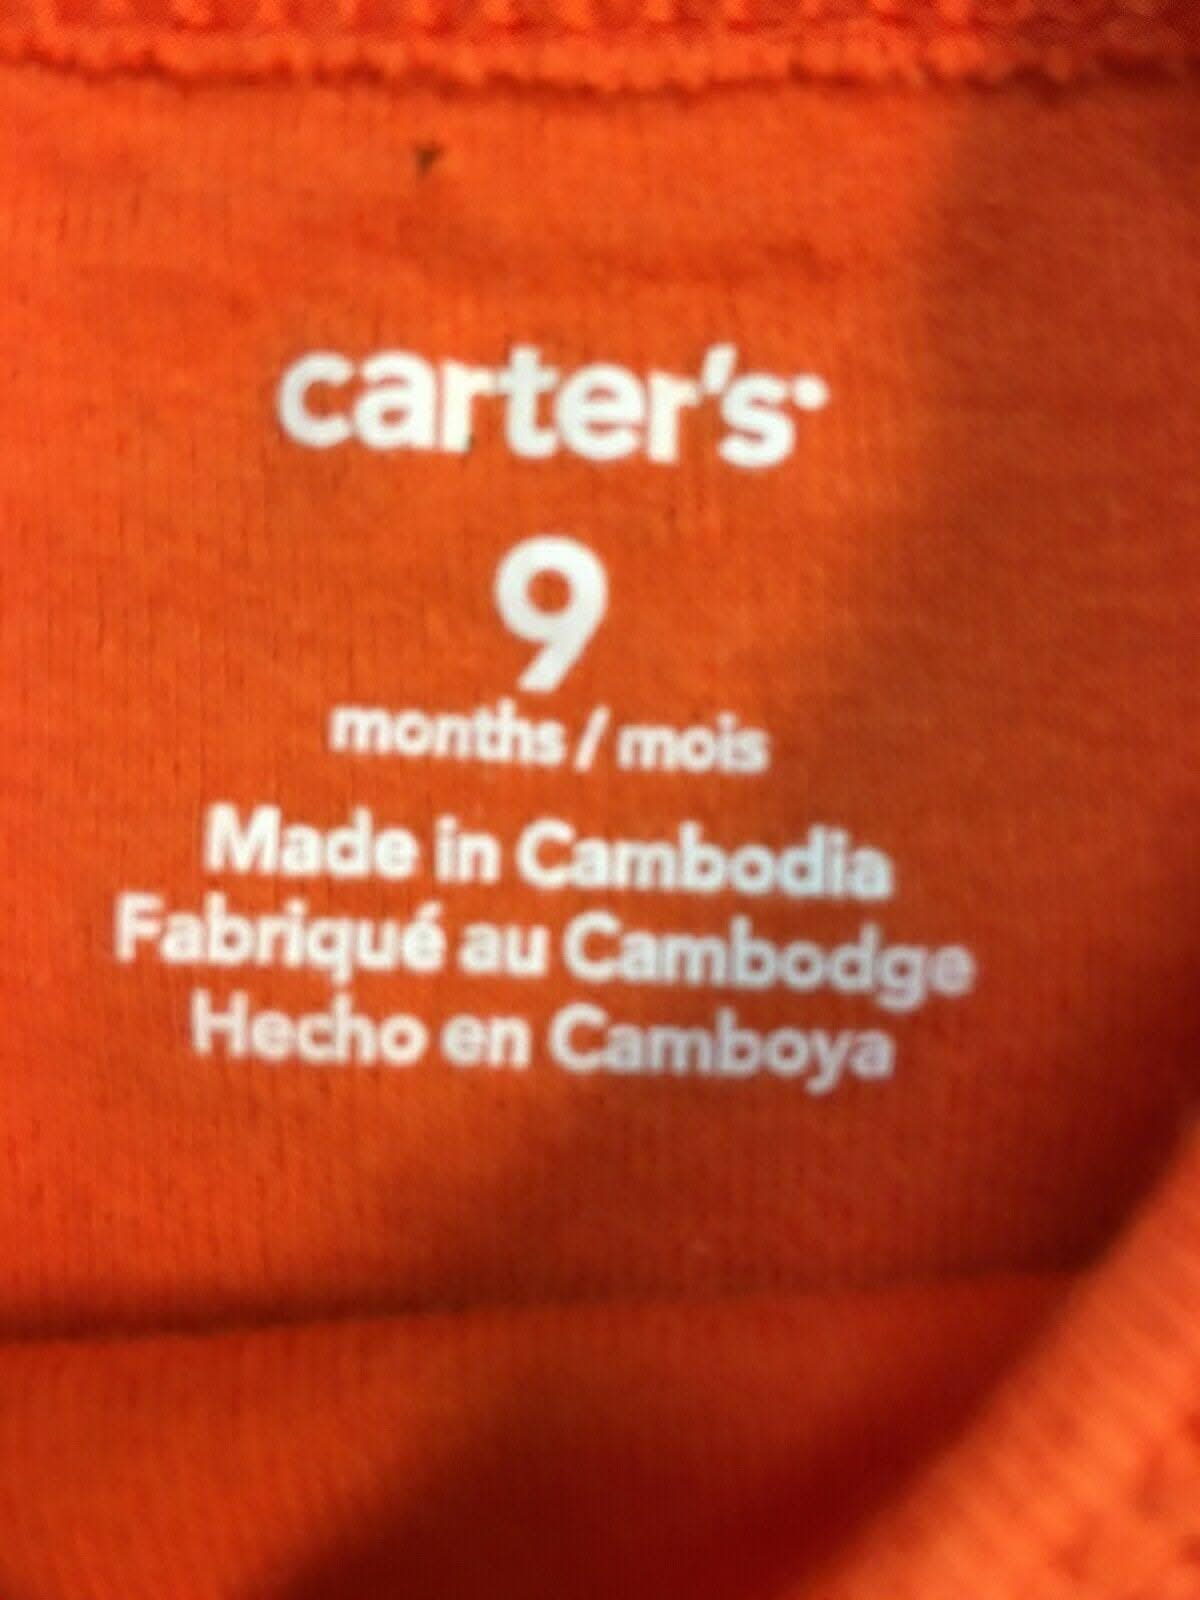 carter's
9
months / mois
Made in Cambodia
Fabriqué au Cambodge
Hecho en Camboya